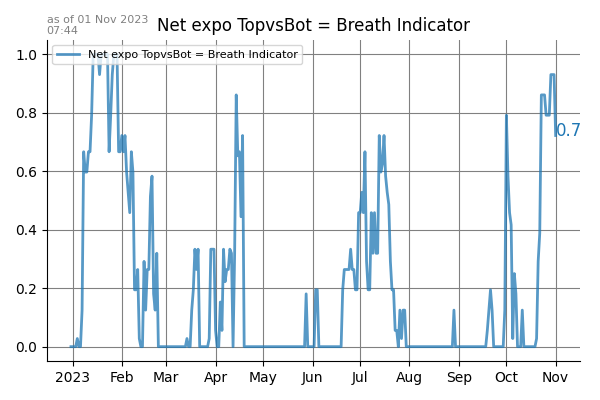 as of 01 Nov 2023
07:44
Net expo TopvsBot = Breath Indicator
Net expo TopvsBot = Breath Indicator
1.0
0.8
0.6
0.4
0.2
0.0
0.7
2023 Feb Mar Apr May Jun Jul Aug Sep Oct Nov